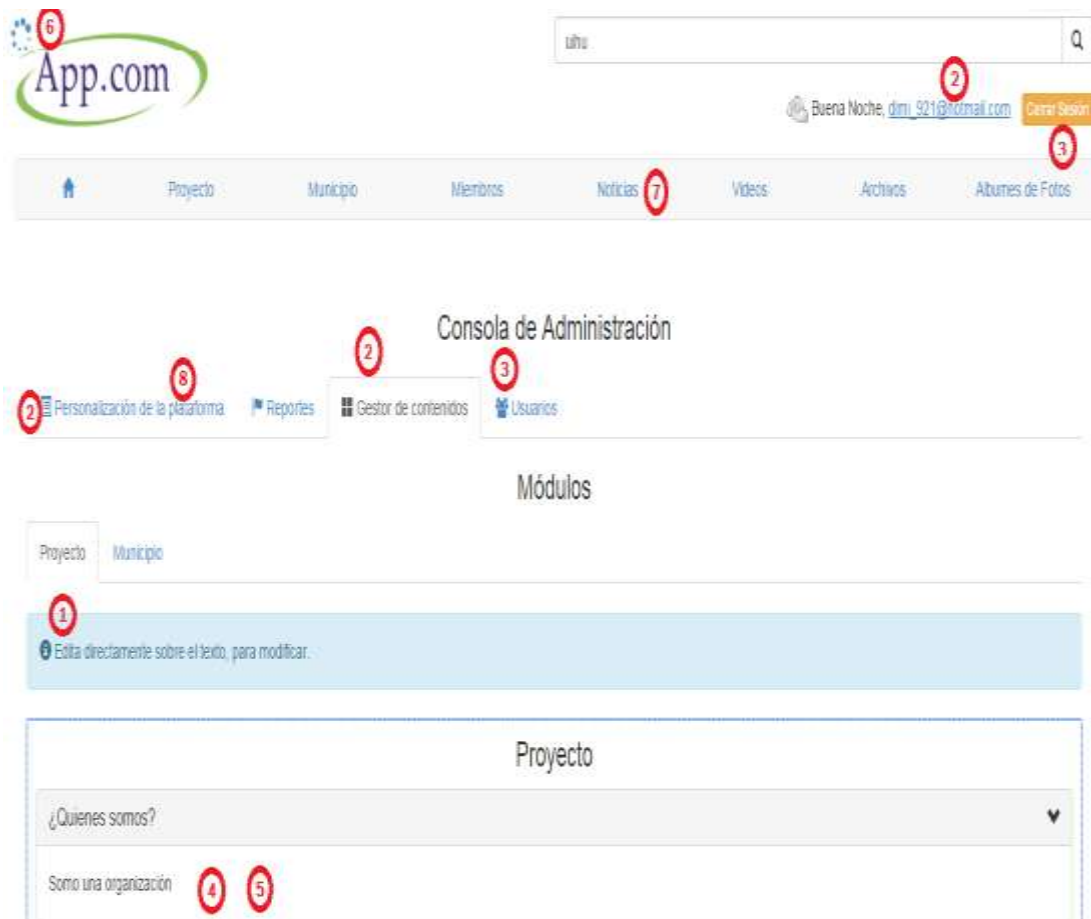 6
App.com
uihu
2
Buena Noche, dimi_921@hotmail.com Cerrar Sesión
3
Proyecto Municipio Miembros Noticias 7 Videos Archivos Albumes de Fotos
Consola de Administración
8 2 3
2 Personalización de la plataforma Reportes Gestor de contenidos Usuarios
Módulos
Proyecto Municipio
1
Edita directamente sobre el texto, para modificar.
Proyecto
¿Quienes somos?
Somo una organización 4 5